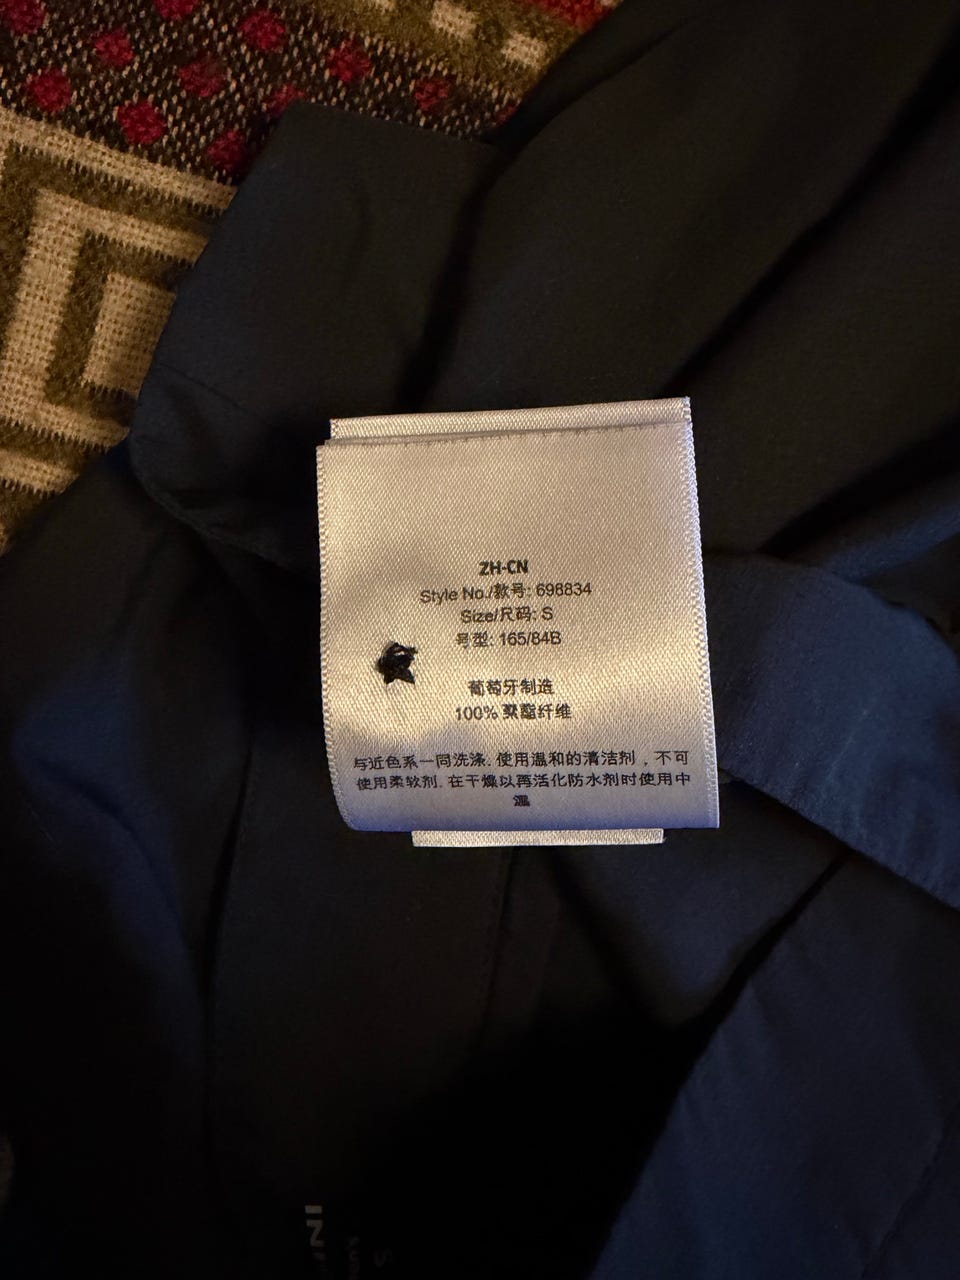 ZH-CN
Style No./款号: 698834
Size/尺码: S
号型: 165/84B
葡萄牙制造
100% 聚酯纤维
与近色系一同洗涤. 使用温和的清洁剂，不可
使用柔软剂. 在干燥以再活化防水剂时使用中
温